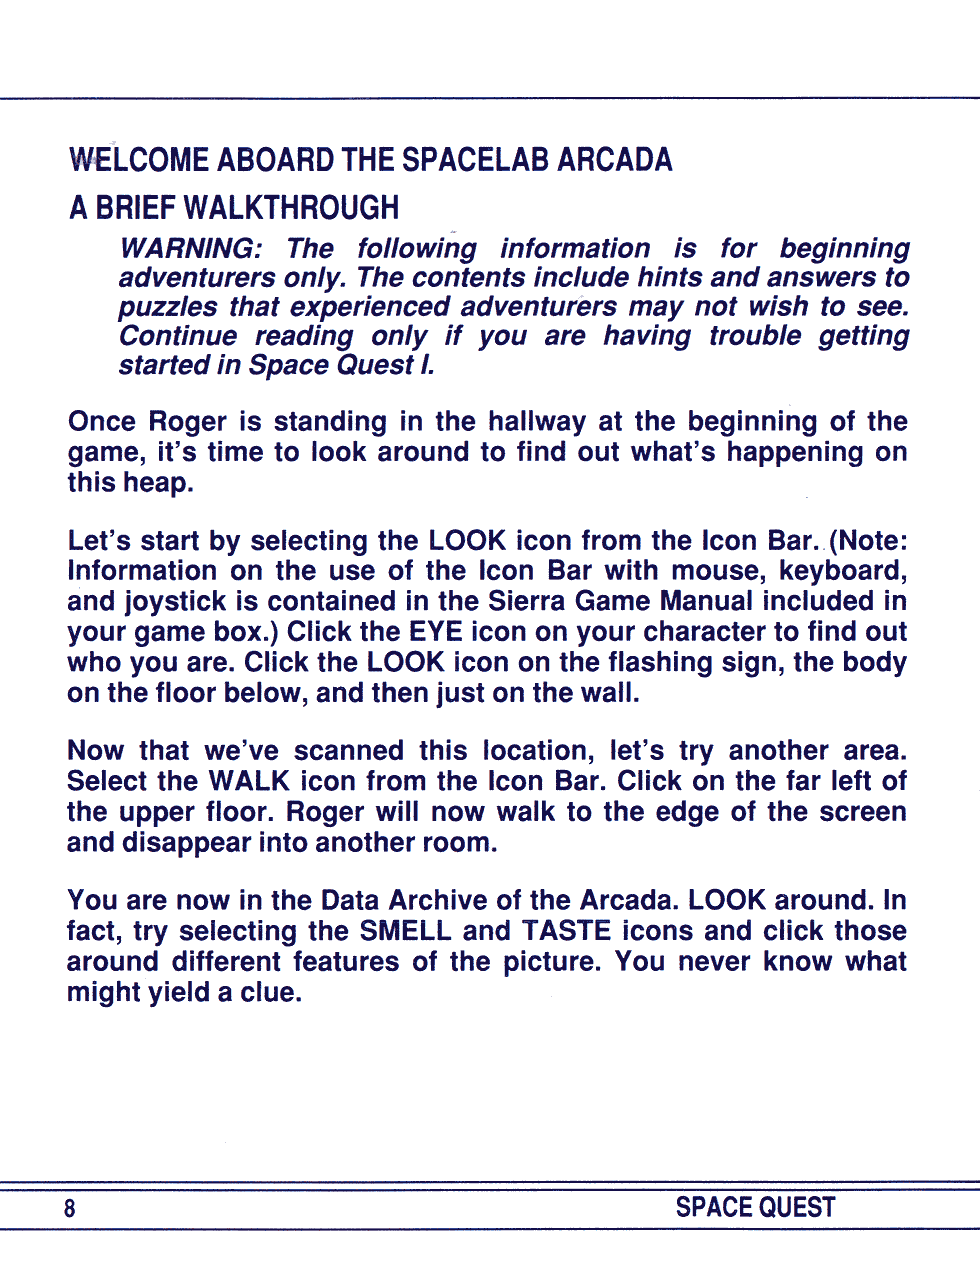 WELCOME ABOARD THE SPACELAB ARCADA
A BRIEF WALKTHROUGH
WARNING: The following information is for beginning
adventurers only. The contents include hints and answers to
puzzles that experienced adventurers may not wish to see.
Continue reading only if you are having trouble getting
started in Space Quest I.
Once Roger is standing in the hallway at the beginning of the
game, it's time to look around to find out what's happening on
this heap.
Let's start by selecting the LOOK icon from the Icon Bar. (Note:
Information on the use of the Icon Bar with mouse, keyboard,
and joystick is contained in the Sierra Game Manual included in
your game box.) Click the EYE icon on your character to find out
who you are. Click the LOOK icon on the flashing sign, the body
on the floor below, and then just on the wall.
Now that we've scanned this location, let's try another area.
Select the WALK icon from the Icon Bar. Click on the far left of
the upper floor. Roger will now walk to the edge of the screen
and disappear into another room.
You are now in the Data Archive of the Arcada. LOOK around. In
fact, try selecting the SMELL and TASTE icons and click those
around different features of the picture. You never know what
might yield a clue.
8 SPACE QUEST